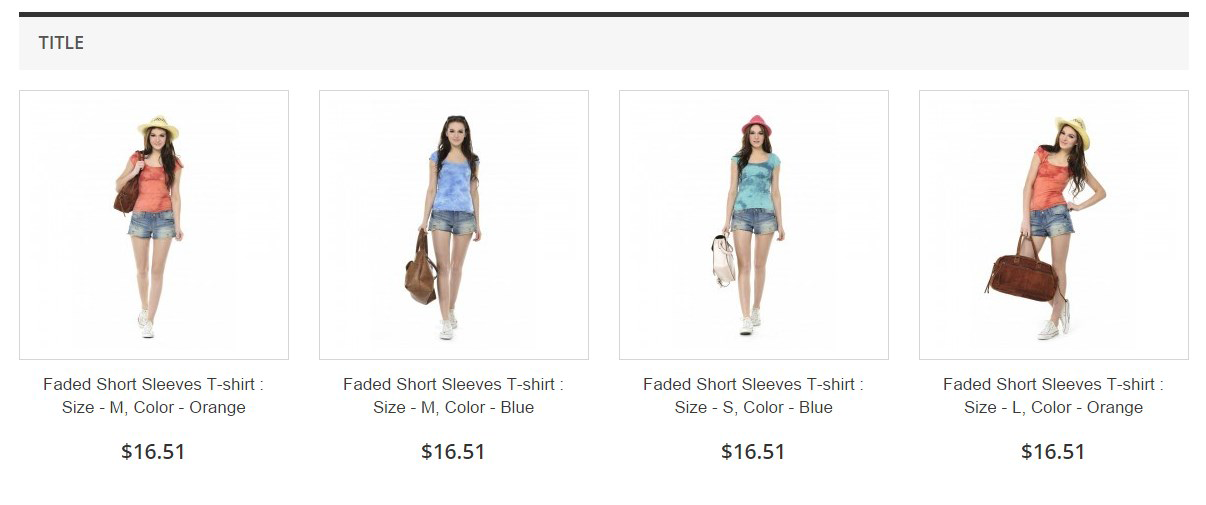 TITLE
Faded Short Sleeves T-shirt :
Size - M, Color - Orange
$16.51
Faded Short Sleeves T-shirt :
Size - M, Color - Blue
$16.51
Faded Short Sleeves T-shirt :
Size - S, Color - Blue
$16.51
Faded Short Sleeves T-shirt :
Size - L, Color - Orange
$16.51